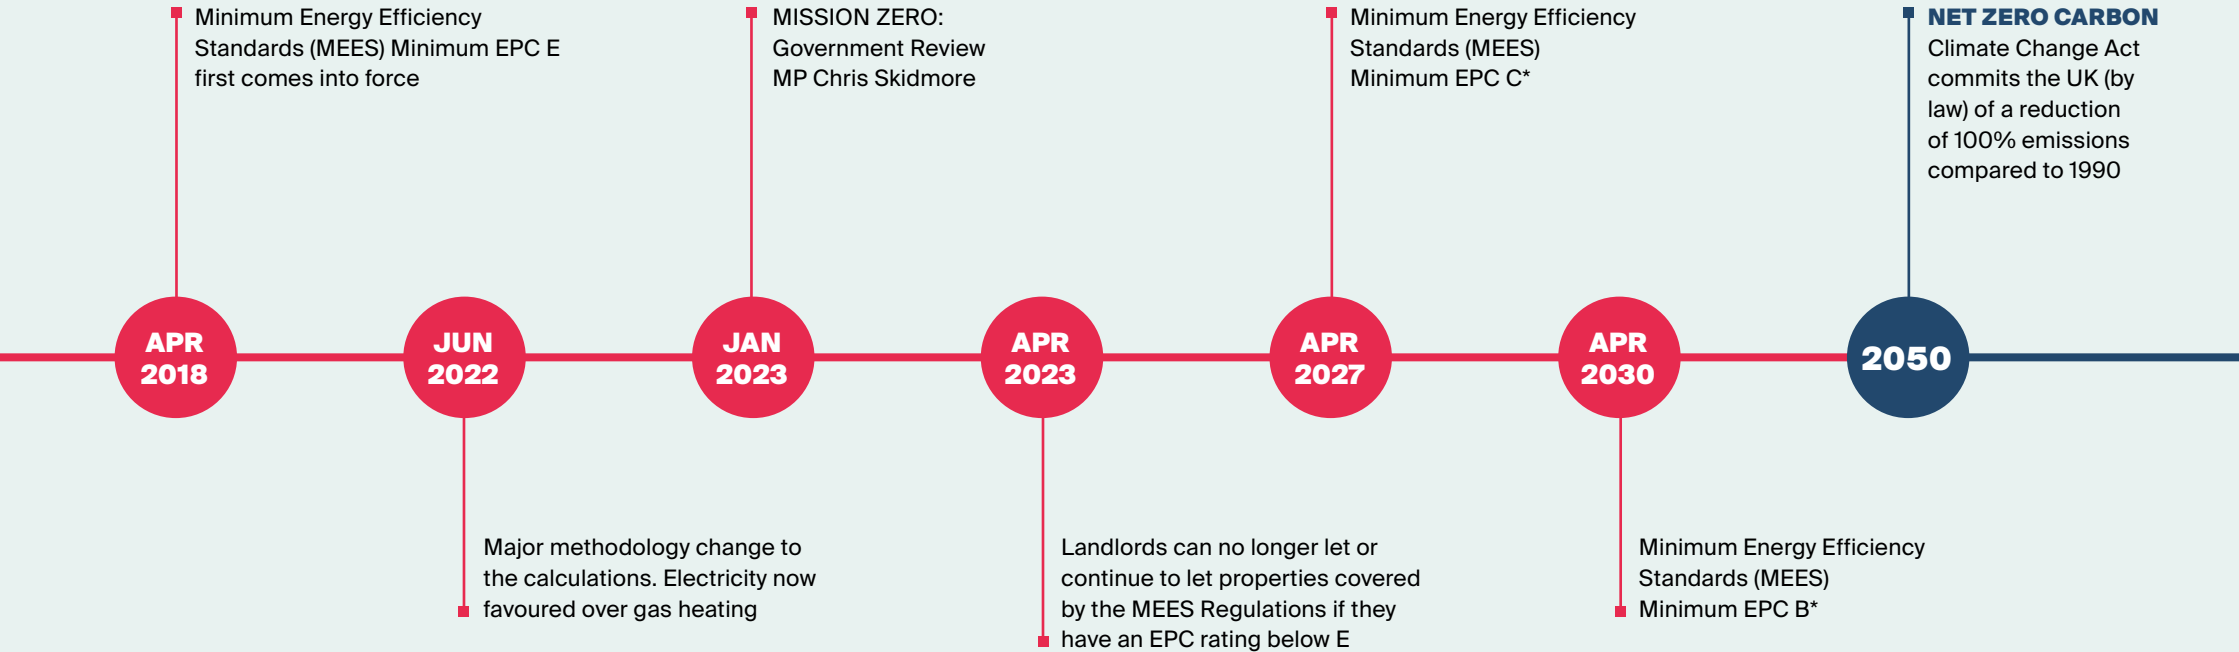 Minimum Energy Efficiency
Standards (MEES) Minimum EPC E
first comes into force
MISSION ZERO:
Government Review
MP Chris Skidmore
Minimum Energy Efficiency
Standards (MEES)
Minimum EPC C*
NET ZERO CARBON
Climate Change Act
commits the UK (by
law) of a reduction
of 100% emissions
compared to 1990
APR
2018
JUN
2022
JAN
2023
APR
2023
APR
2027
APR
2030
2050
Major methodology change to
the calculations. Electricity now
favoured over gas heating
Landlords can no longer let or
continue to let properties covered
by the MEES Regulations if they
have an EPC rating below E
Minimum Energy Efficiency
Standards (MEES)
Minimum EPC B*